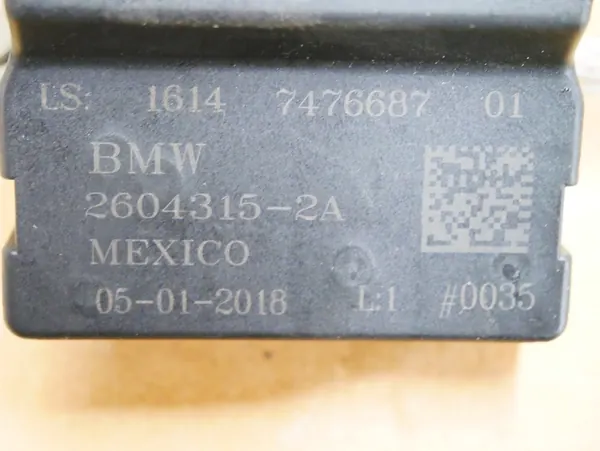 LS: 1614 7476687 01
BMW
2604315-2A
MEXICO
05-01-2018 L:1 #0035